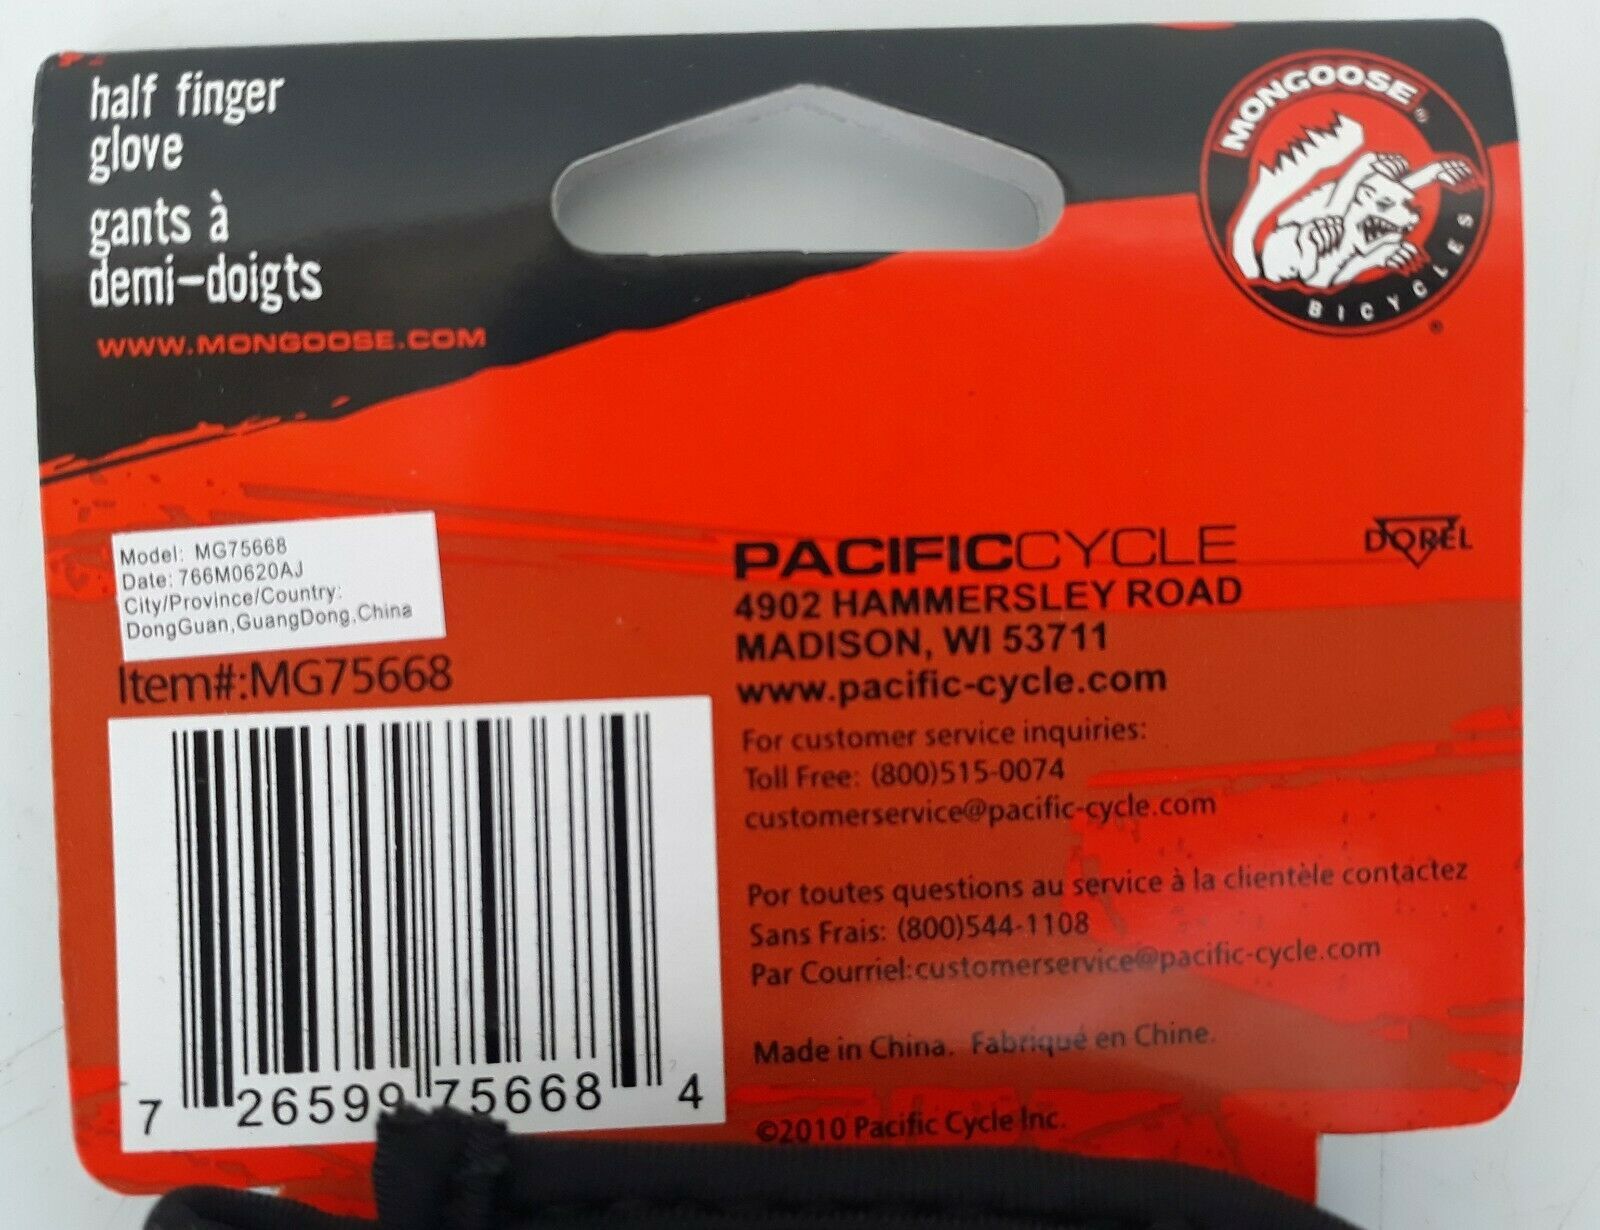 half finger
glove
gants à
demi-doigts
WWW.MONGOOSE.COM
MONGOOSE®
BICYCLES
®
Model: MG75668
Date: 766M0620AJ
City/Province/Country:
DongGuan,GuangDong,China
Item#:MG75668
7 26599 75668 4
PACIFICCYCLE
DOREL
4902 HAMMERSLEY ROAD
MADISON, WI 53711
www.pacific-cycle.com
For customer service inquiries:
Toll Free: (800)515-0074
customerservice@pacific-cycle.com
Por toutes questions au service à la clientèle contactez
Sans Frais: (800)544-1108
Par Courriel:customerservice@pacific-cycle.com
Made in China. Fabriqué en Chine.
©2010 Pacific Cycle Inc.